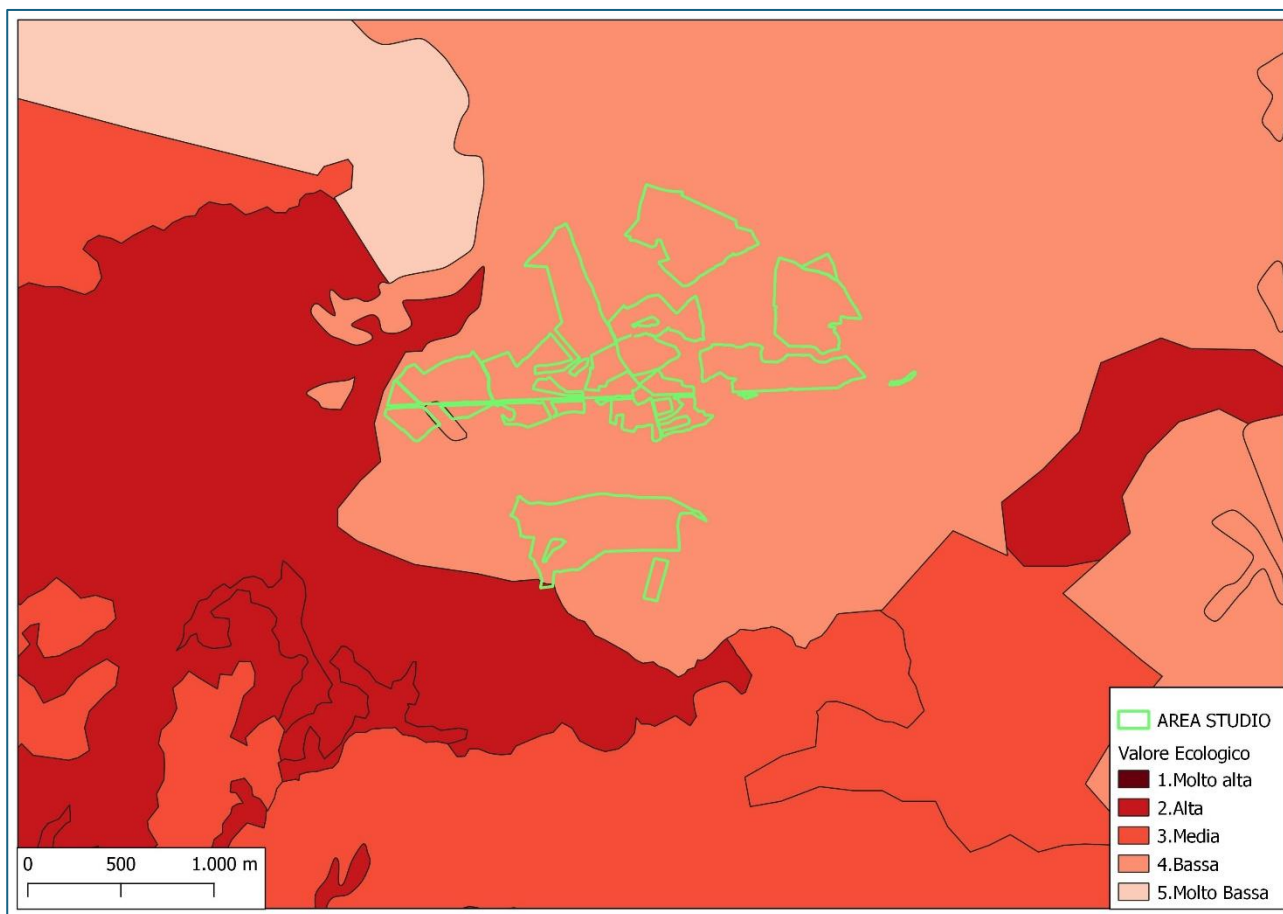 AREA STUDIO
Valore Ecologico
1.Molto alta
2.Alta
3.Media
4.Bassa
5.Molto Bassa
0 500 1.000 m